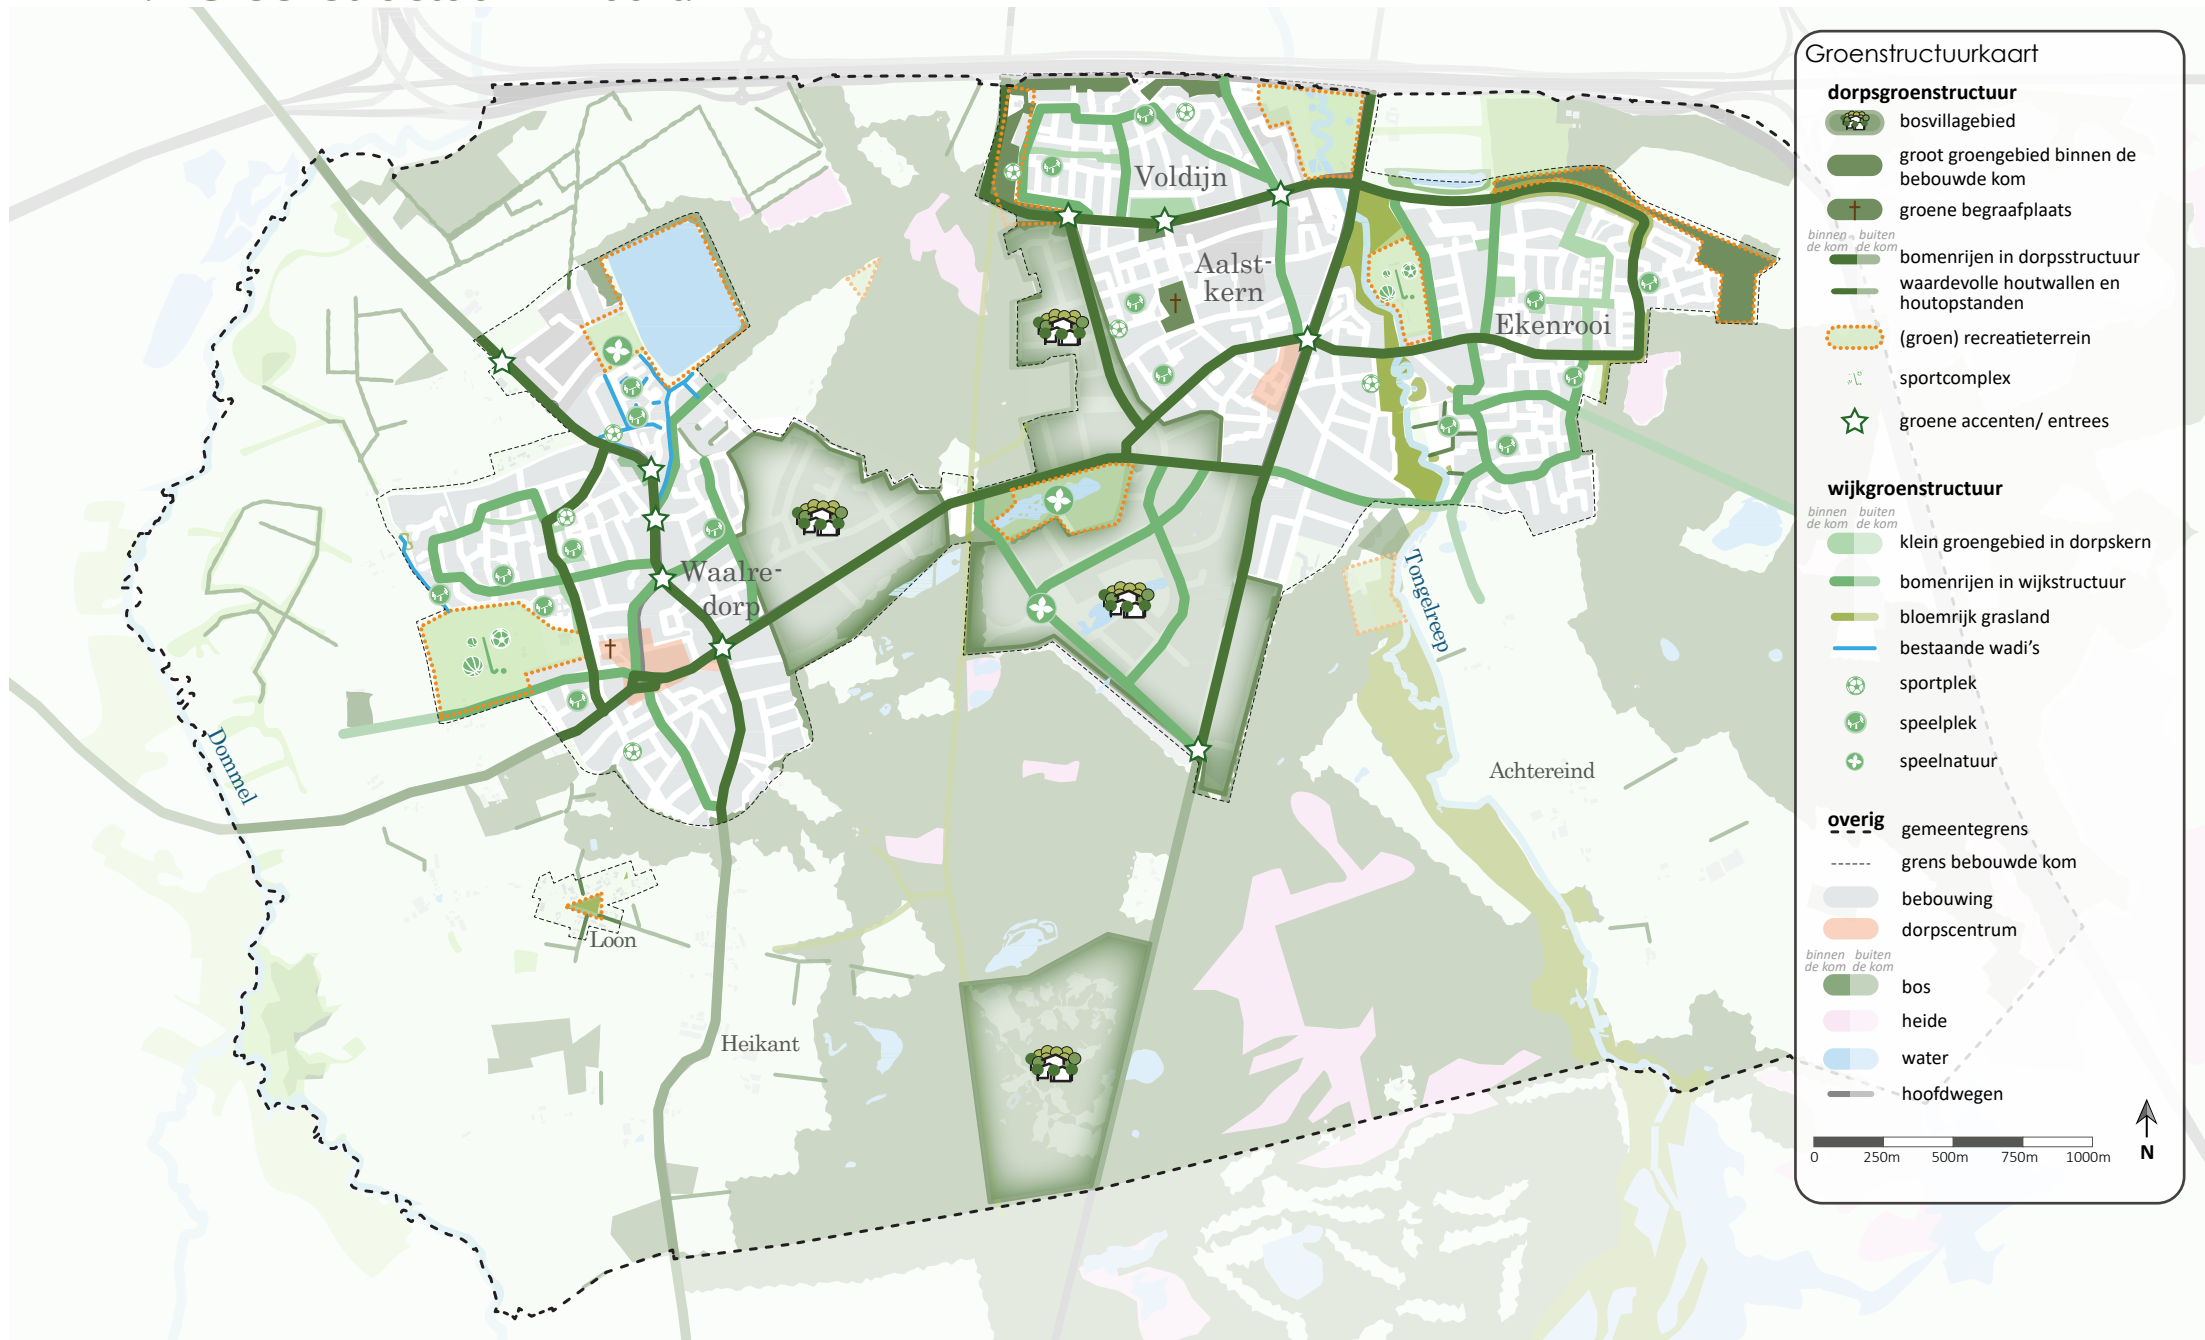 Voldijn
Aalst-
kern
Ekenrooi
Waalre-
dorp
Tongelreep
Dommel
Achtereind
Loon
Heikant
Groenstructuurkaart
dorpsgroenstructuur
bosvillagebied
groot groengebied binnen de
bebouwde kom
groene begraafplaats
binnen buiten
de kom de kom
bomenrijen in dorpsstructuur
waardevolle houtwallen en
houtopstanden
(groen) recreatieterrein
sportcomplex
groene accenten/ entrees
wijkgroenstructuur
binnen buiten
de kom de kom
klein groengebied in dorpskern
bomenrijen in wijkstructuur
bloemrijk grasland
bestaande wadi's
sportplek
speelplek
speelnatuur
overig
gemeentegrens
grens bebouwde kom
bebouwing
dorpscentrum
binnen buiten
de kom de kom
bos
heide
water
hoofdwegen
0 250m 500m 750m 1000m
N